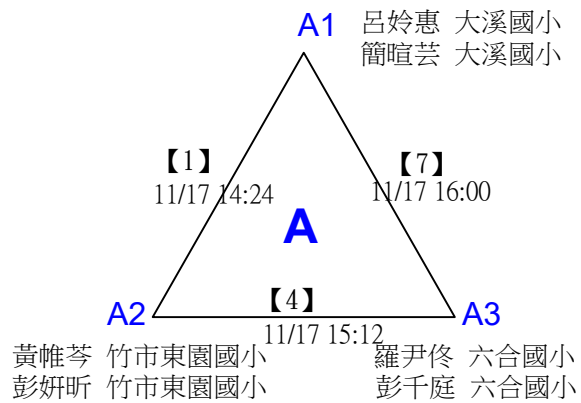 A1
呂姈惠 大溪國小
簡暄芸 大溪國小
【1】
11/17 14:24
【7】
11/17 16:00
A
【4】
11/17 15:12
A2
A3
黃帷芩 竹市東園國小
彭妍昕 竹市東園國小
羅尹佟 六合國小
彭千庭 六合國小